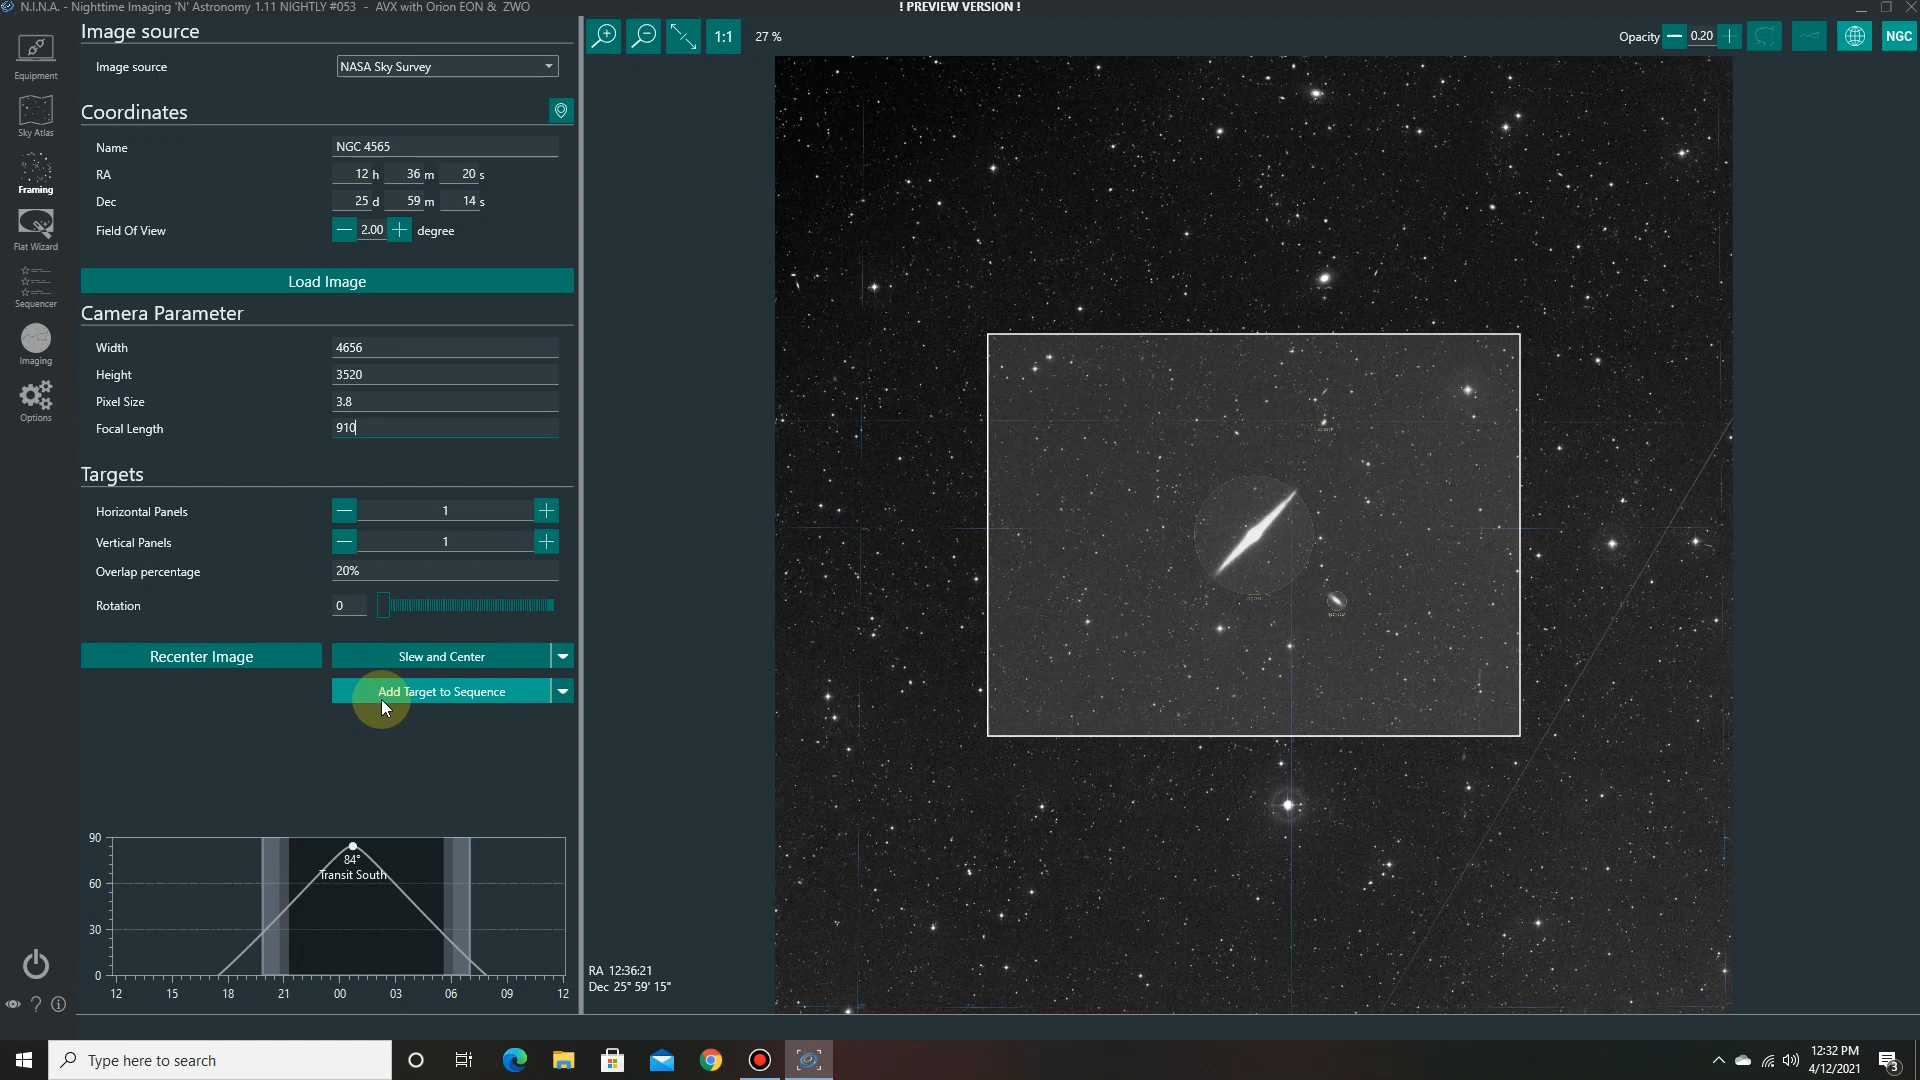 N.I.N.A. - Nighttime Imaging 'N' Astronomy 1.11 NIGHTLY #053 - AVX with Orion EON & ZWO
! PREVIEW VERSION !
Equipment
Sky Atlas
Framing
Flat Wizard
Sequencer
Imaging
Options
Image source
Image source NASA Sky Survey
Coordinates
Name NGC 4565
RA 12 h 36 m 20 s
Dec 25 d 59 m 14 s
Field Of View 2.00 degree
Load Image
Camera Parameter
Width 4656
Height 3520
Pixel Size 3.8
Focal Length 910
Targets
Horizontal Panels 1
Vertical Panels 1
Overlap percentage 20%
Rotation 0
Recenter Image Slew and Center
Add Target to Sequence
90
60
30
0
84°
Transit South
12 15 18 21 00 03 06 09 12
1:1 27 %
Opacity 0.20 NGC
RA 12:36:21
Dec 25° 59' 15"
Type here to search
12:32 PM
4/12/2021
3